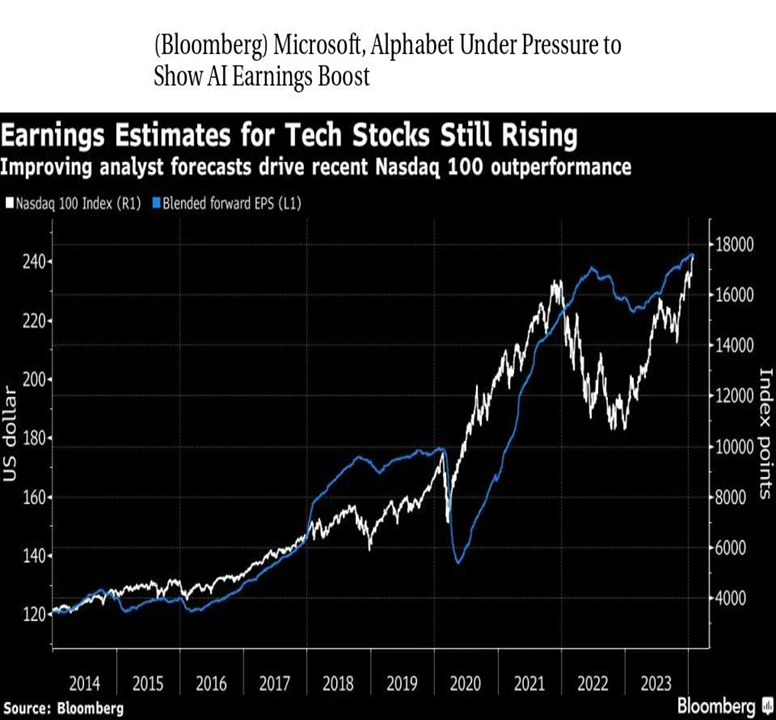 (Bloomberg) Microsoft, Alphabet Under Pressure to
Show AI Earnings Boost
Earnings Estimates for Tech Stocks Still Rising
Improving analyst forecasts drive recent Nasdaq 100 outperformance
Nasdaq 100 Index (R1) Blended forward EPS (L1)
240
220
200
180
160
140
120
US dollar
18000
16000
14000
12000
10000
8000
6000
4000
Index points
2014 2015 2016 2017 2018 2019 2020 2021 2022 2023
Source: Bloomberg
Bloomberg